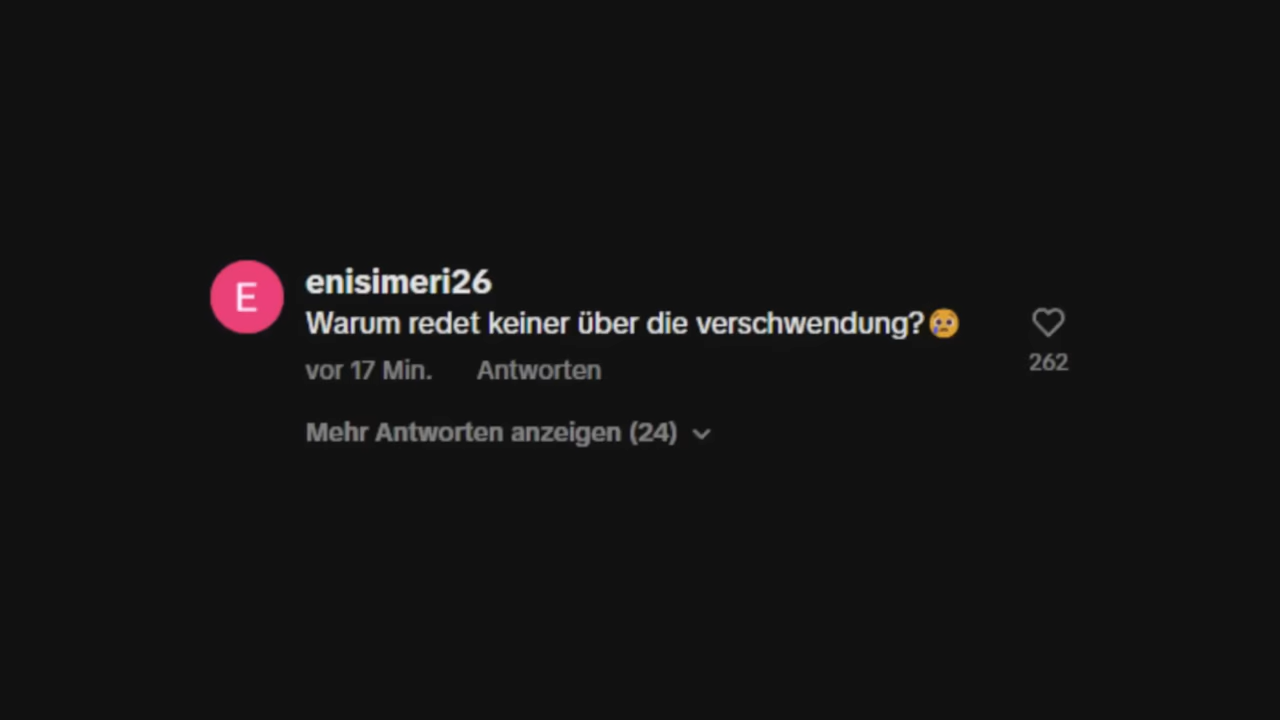 E
enisimeri26
Warum redet keiner über die verschwendung?😢
vor 17 Min. Antworten
262
Mehr Antworten anzeigen (24)